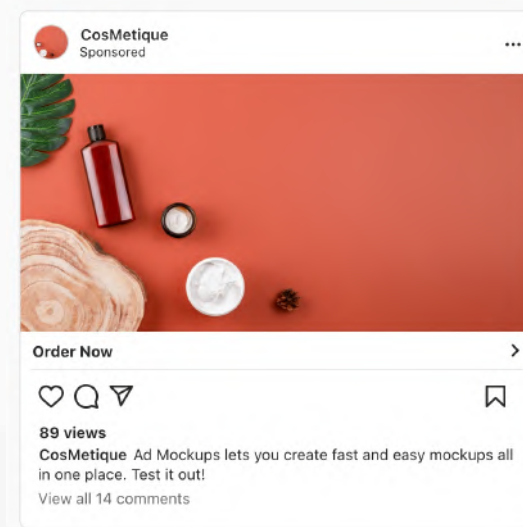 CosMetique
Sponsored
Order Now
89 views
CosMetique Ad Mockups lets you create fast and easy mockups all
in one place. Test it out!
View all 14 comments